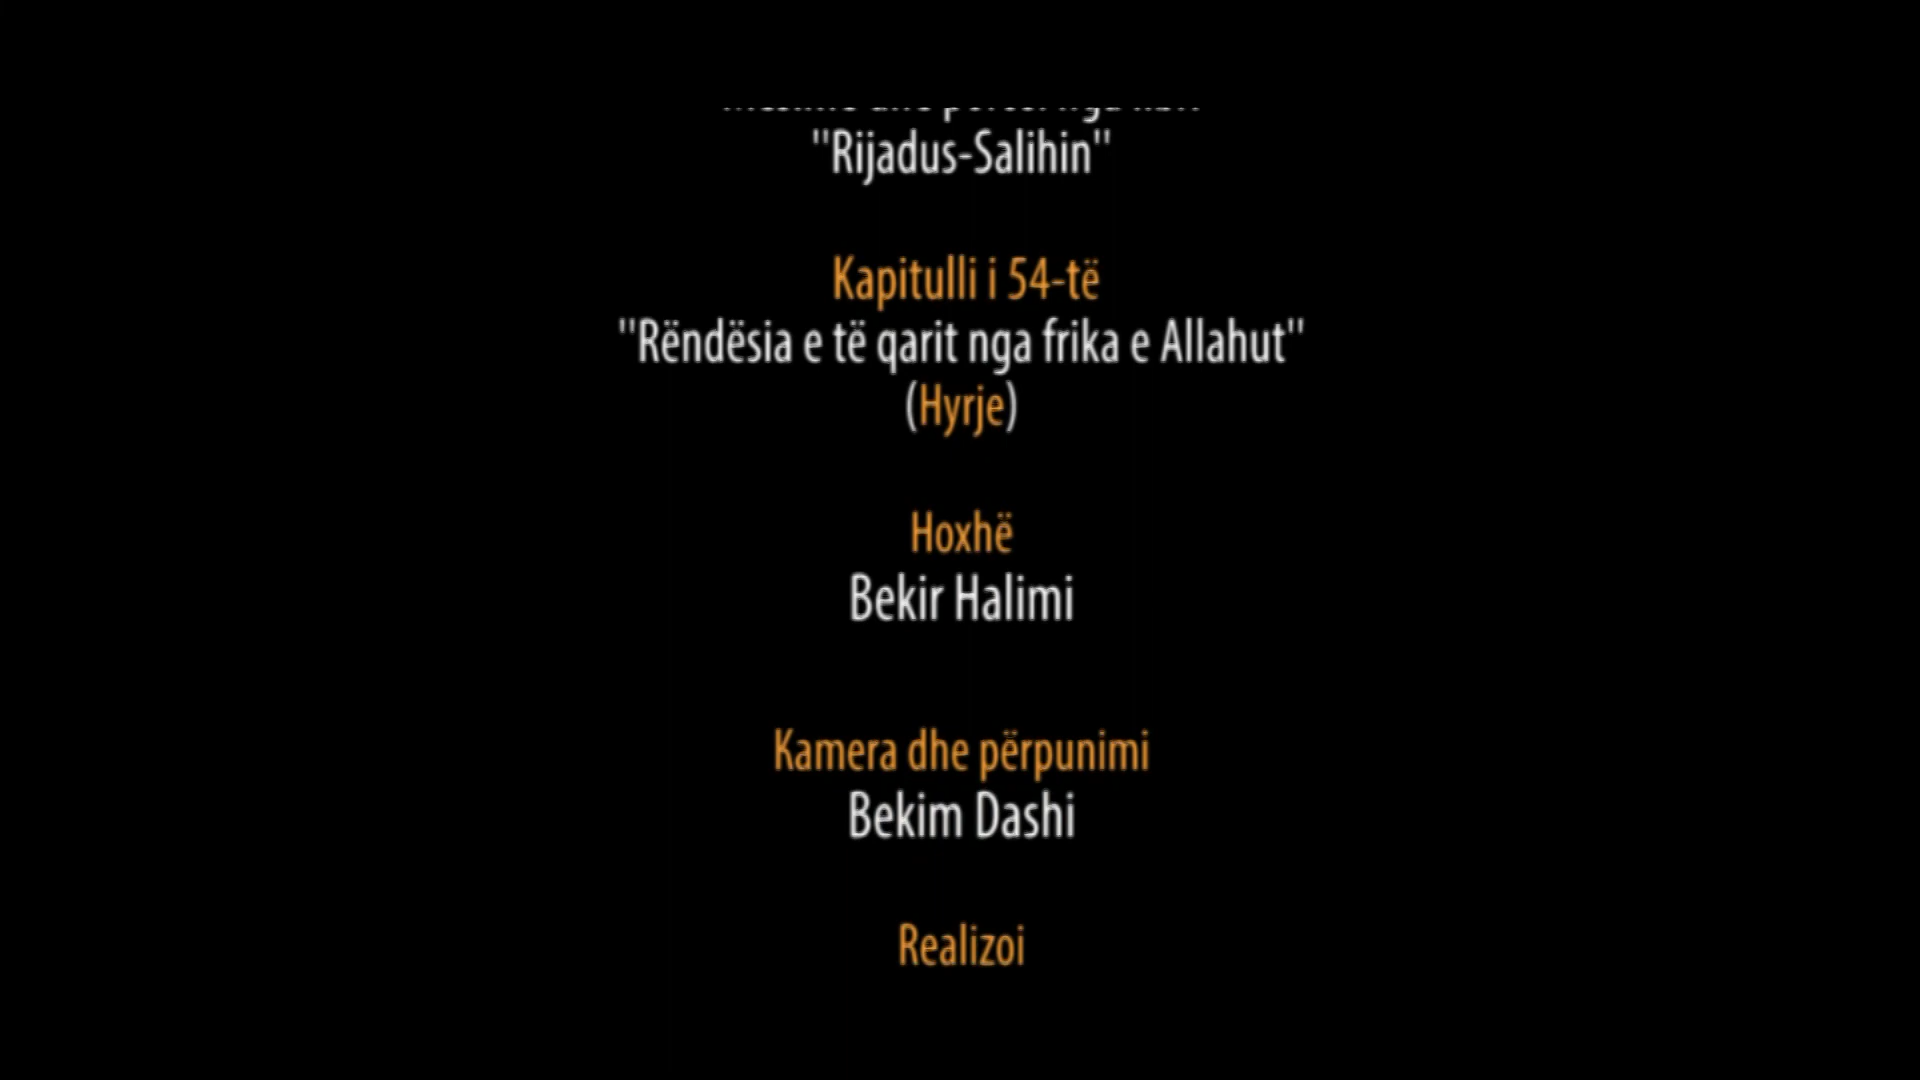 "Rijadus-Salihin"
Kapitulli i 54-të
"Rëndësia e të qarit nga frika e Allahut"
(Hyrje)
Hoxhë
Bekir Halimi
Kamera dhe përpunimi
Bekim Dashi
Realizoi